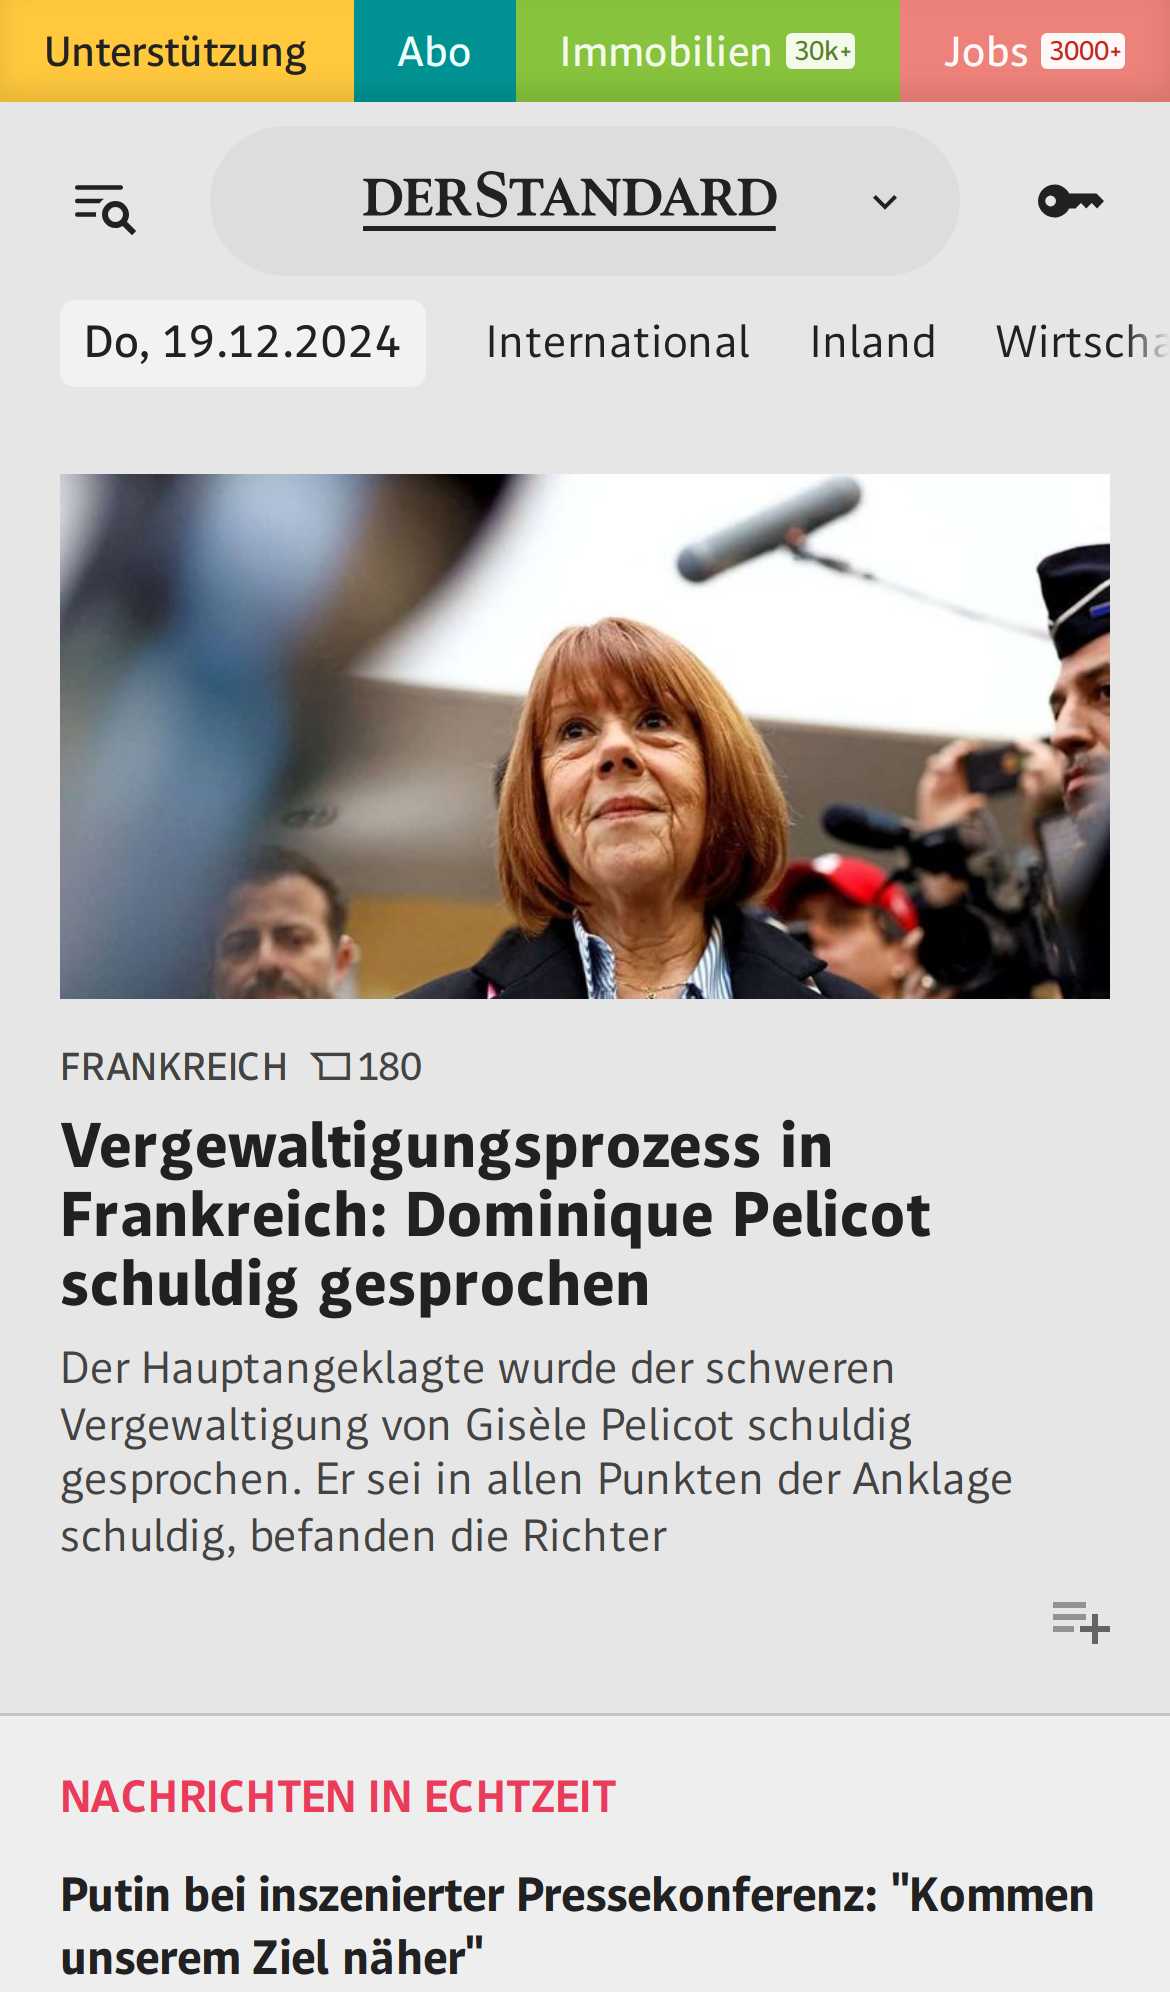 Unterstützung Abo Immobilien 30k+ Jobs 3000+
DERSTANDARD
Do, 19.12.2024 International Inland Wirtscha
FRANKREICH 180
Vergewaltigungsprozess in
Frankreich: Dominique Pelicot
schuldig gesprochen
Der Hauptangeklagte wurde der schweren
Vergewaltigung von Gisèle Pelicot schuldig
gesprochen. Er sei in allen Punkten der Anklage
schuldig, befanden die Richter
NACHRICHTEN IN ECHTZEIT
Putin bei inszenierter Pressekonferenz: "Kommen
unserem Ziel näher"